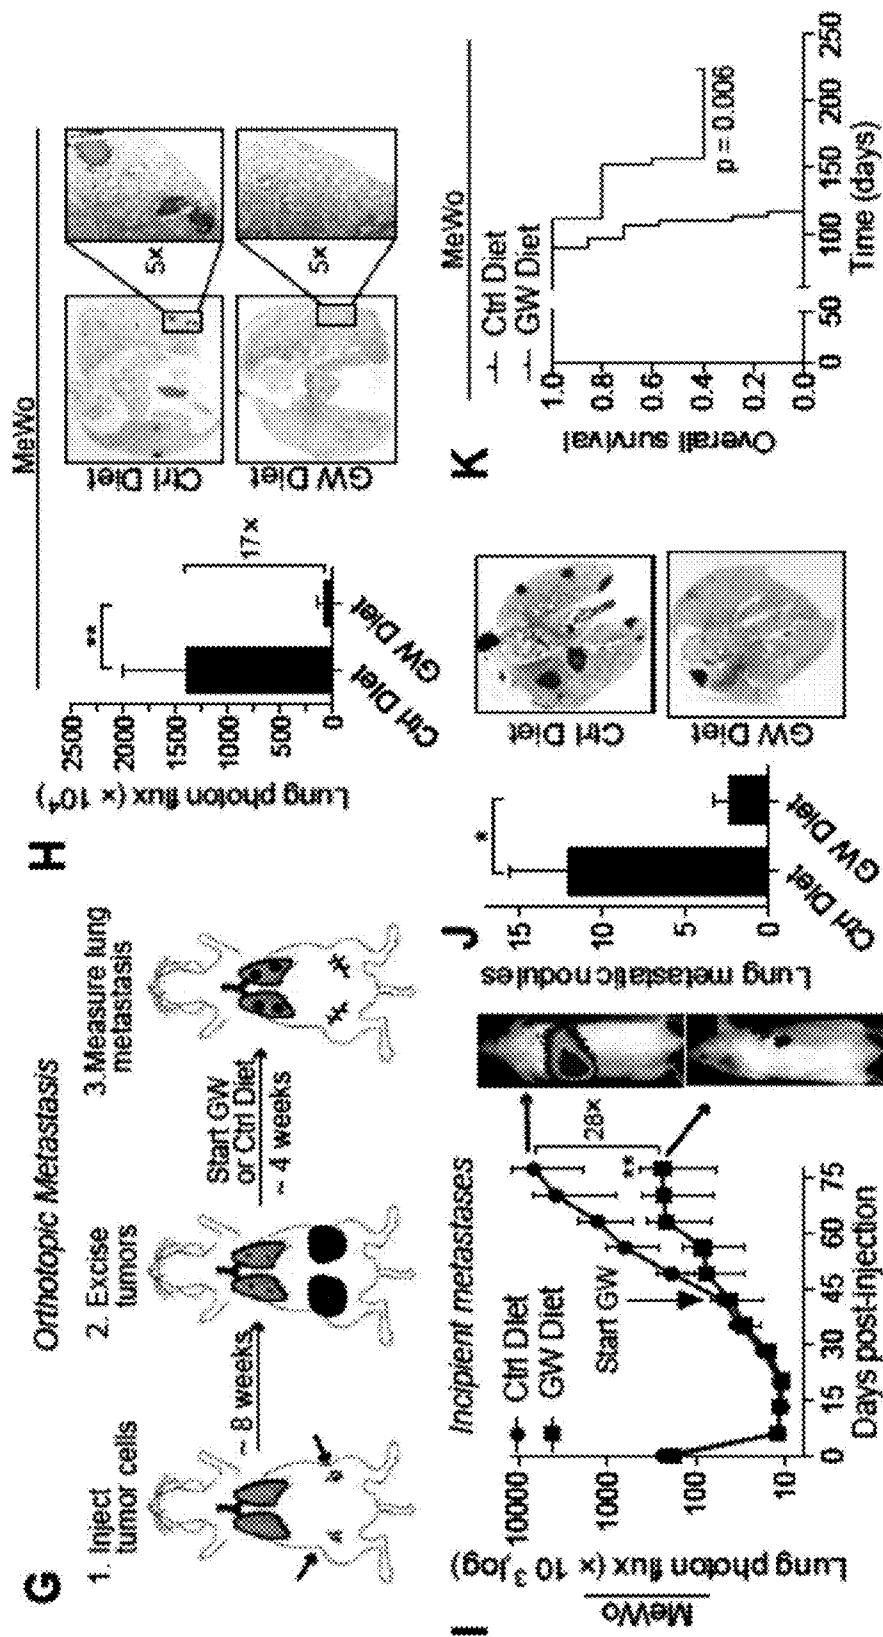 G
Orthotopic Metastasis
1. Inject
tumor cells
2. Excise
tumors
3.Measure lung
metastasis
~ 8 weeks
Start GW
or Ctrl Diet
~ 4 weeks
H
MeWo
Lung photon flux (× 10⁴)
2500
2000
1500
1000
500
0
**
17×
Ctrl Diet
GW Diet
Ctrl Diet
5×
GW Diet
5×
I
MeWo
Incipient metastases
Lung photon flux (× 10⁻³, log)
10000
1000
100
10
Ctrl Diet
GW Diet
Start GW
28×
**
0 15 30 45 60 75
Days post-injection
J
Lung metastatic nodules
15
10
5
0
*
Ctrl Diet
GW Diet
Ctrl Diet
GW Diet
K
MeWo
Ctrl Diet
GW Diet
Overall survival
1.0
0.8
0.6
0.4
0.2
0.0
p = 0.006
0 50 100 150 200 250
Time (days)